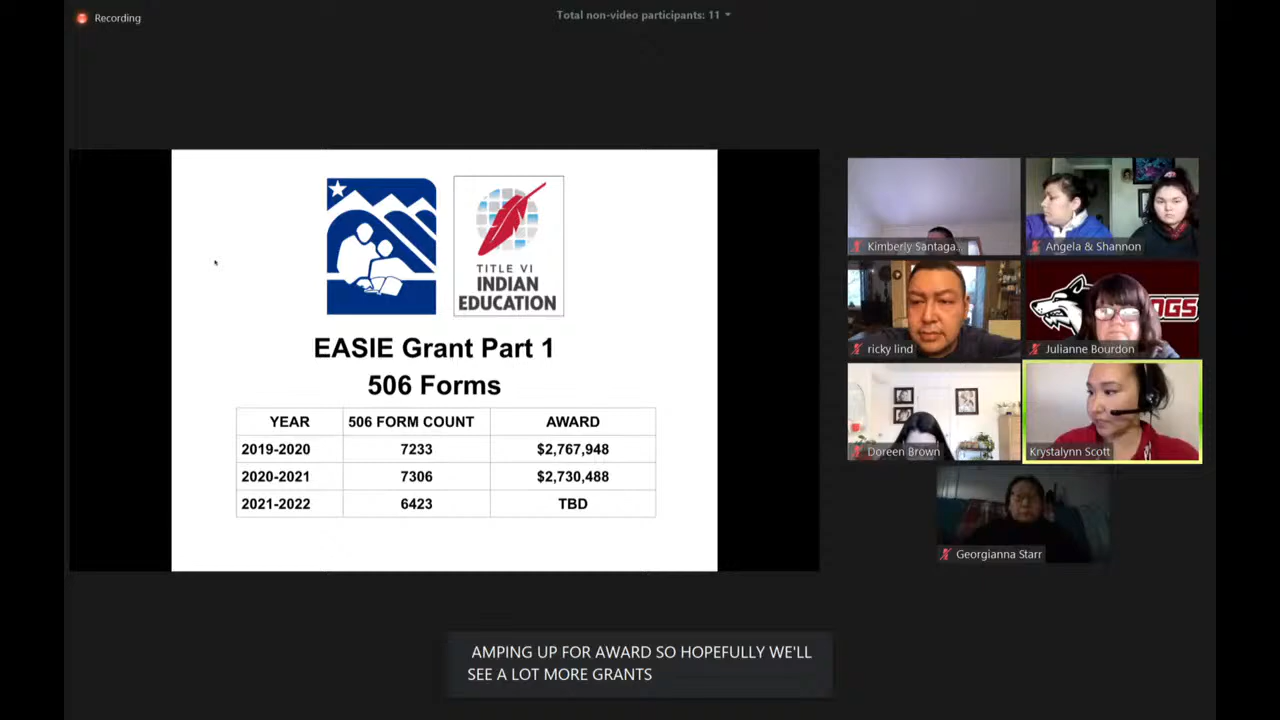 Recording
Total non-video participants: 11
TITLE VI
INDIAN
EDUCATION
EASIE Grant Part 1
506 Forms
YEAR 506 FORM COUNT AWARD
2019-2020 7233 $2,767,948
2020-2021 7306 $2,730,488
2021-2022 6423 TBD
Kimberly Santaga...
Angela & Shannon
ricky lind
OGS
Julianne Bourdon
Doreen Brown
Krystalynn Scott
Georgianna Starr
AMPING UP FOR AWARD SO HOPEFULLY WE'LL
SEE A LOT MORE GRANTS